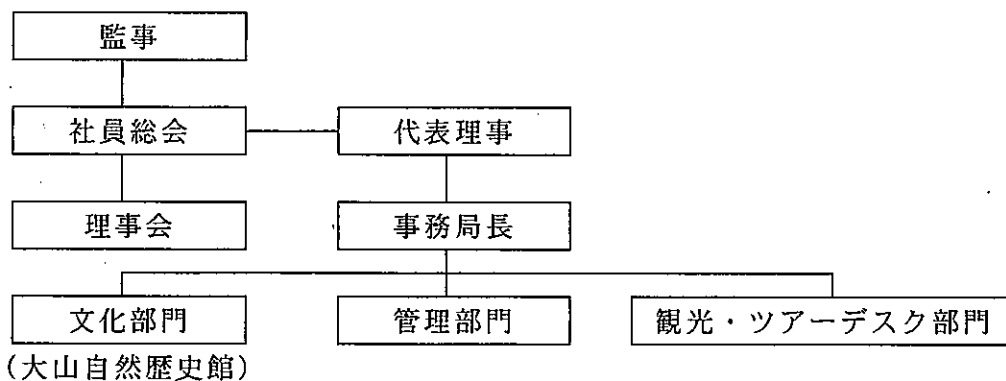 監事
社員総会
代表理事
理事会
事務局長
文化部門
管理部門
観光・ツアーデスク部門
(大山自然歴史館)